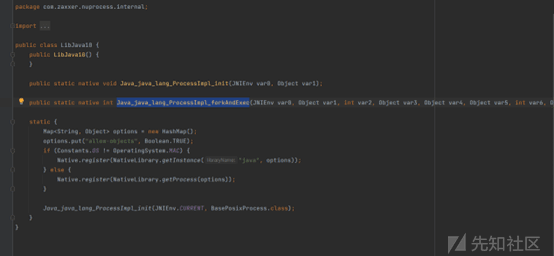 package com.zaxxer.nuprocess.internal;
import ...
public class LibJava10 {
public LibJava10() {
}
public static native void Java_java_lang_ProcessImpl_init(JNIEnv var0, Object var1);
public static native int Java_java_lang_ProcessImpl_forkAndExec(JNIEnv var0, Object var1, int var2, Object var3, Object var4, Object var5, int var6,
static {
Map<String, Object> options = new HashMap();
options.put("allow-objects", Boolean.TRUE);
if (Constants.OS != OperatingSystem.MAC) {
Native.register(NativeLibrary.getInstance( "java", options));
} else {
Native.register(NativeLibrary.getProcess(options));
}
Java_java_lang_ProcessImpl_init(JNIEnv.CURRENT, BasePosixProcess.class);
}
}
先知社区